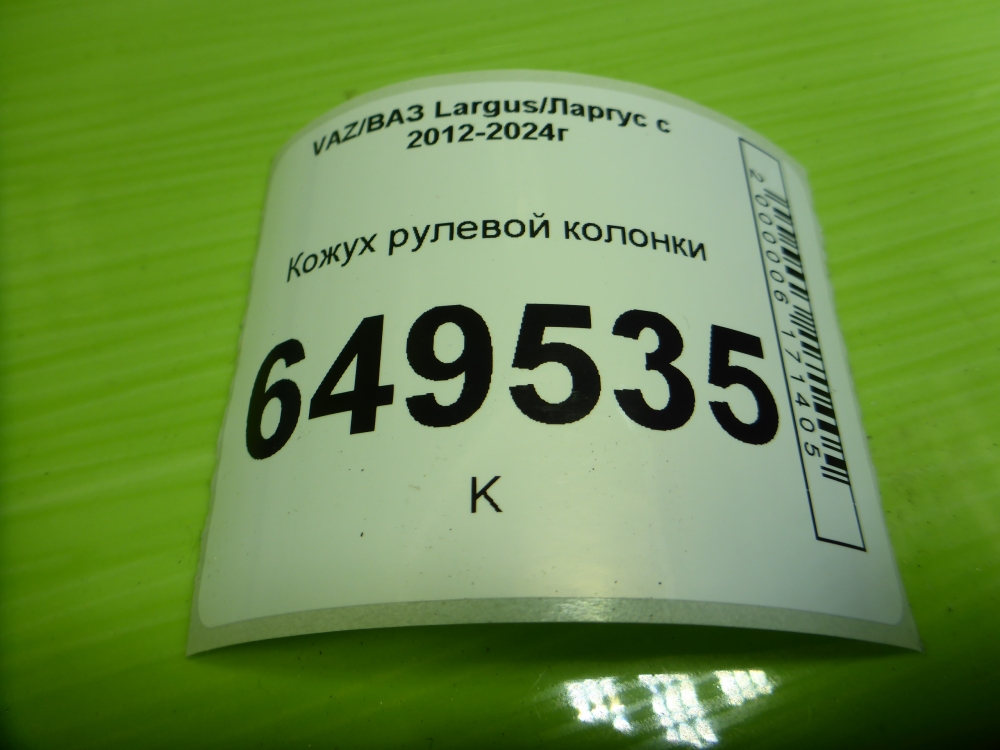 VAZ/ВАЗ Largus/Ларгус с
2012-2024г
Кожух рулевой колонки
649535
К
2000006171405